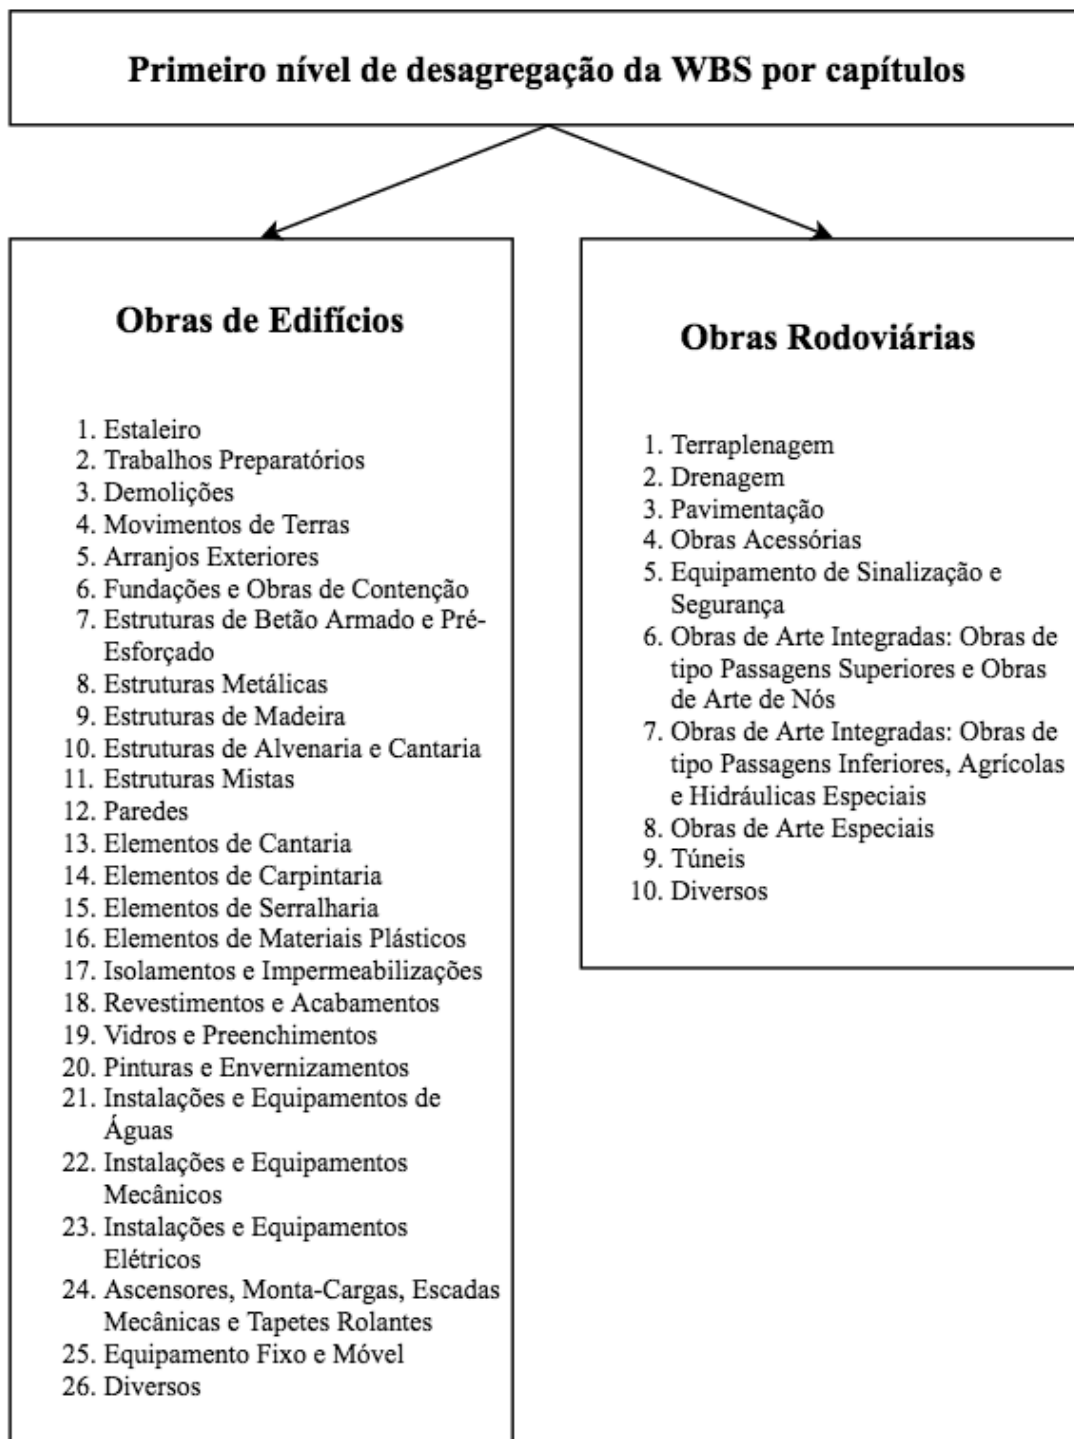 Primeiro nível de desagregação da WBS por capítulos
Obras de Edifícios
1. Estaleiro
2. Trabalhos Preparatórios
3. Demolições
4. Movimentos de Terras
5. Arranjos Exteriores
6. Fundações e Obras de Contenção
7. Estruturas de Betão Armado e Pré-
Esforçado
8. Estruturas Metálicas
9. Estruturas de Madeira
10. Estruturas de Alvenaria e Cantaria
11. Estruturas Mistas
12. Paredes
13. Elementos de Cantaria
14. Elementos de Carpintaria
15. Elementos de Serralharia
16. Elementos de Materiais Plásticos
17. Isolamentos e Impermeabilizações
18. Revestimentos e Acabamentos
19. Vidros e Preenchimentos
20. Pinturas e Envernizamentos
21. Instalações e Equipamentos de
Águas
22. Instalações e Equipamentos
Mecânicos
23. Instalações e Equipamentos
Elétricos
24. Ascensores, Monta-Cargas, Escadas
Mecânicas e Tapetes Rolantes
25. Equipamento Fixo e Móvel
26. Diversos
Obras Rodoviárias
1. Terraplenagem
2. Drenagem
3. Pavimentação
4. Obras Acessórias
5. Equipamento de Sinalização e
Segurança
6. Obras de Arte Integradas: Obras de
tipo Passagens Superiores e Obras
de Arte de Nós
7. Obras de Arte Integradas: Obras de
tipo Passagens Inferiores, Agrícolas
e Hidráulicas Especiais
8. Obras de Arte Especiais
9. Túneis
10. Diversos